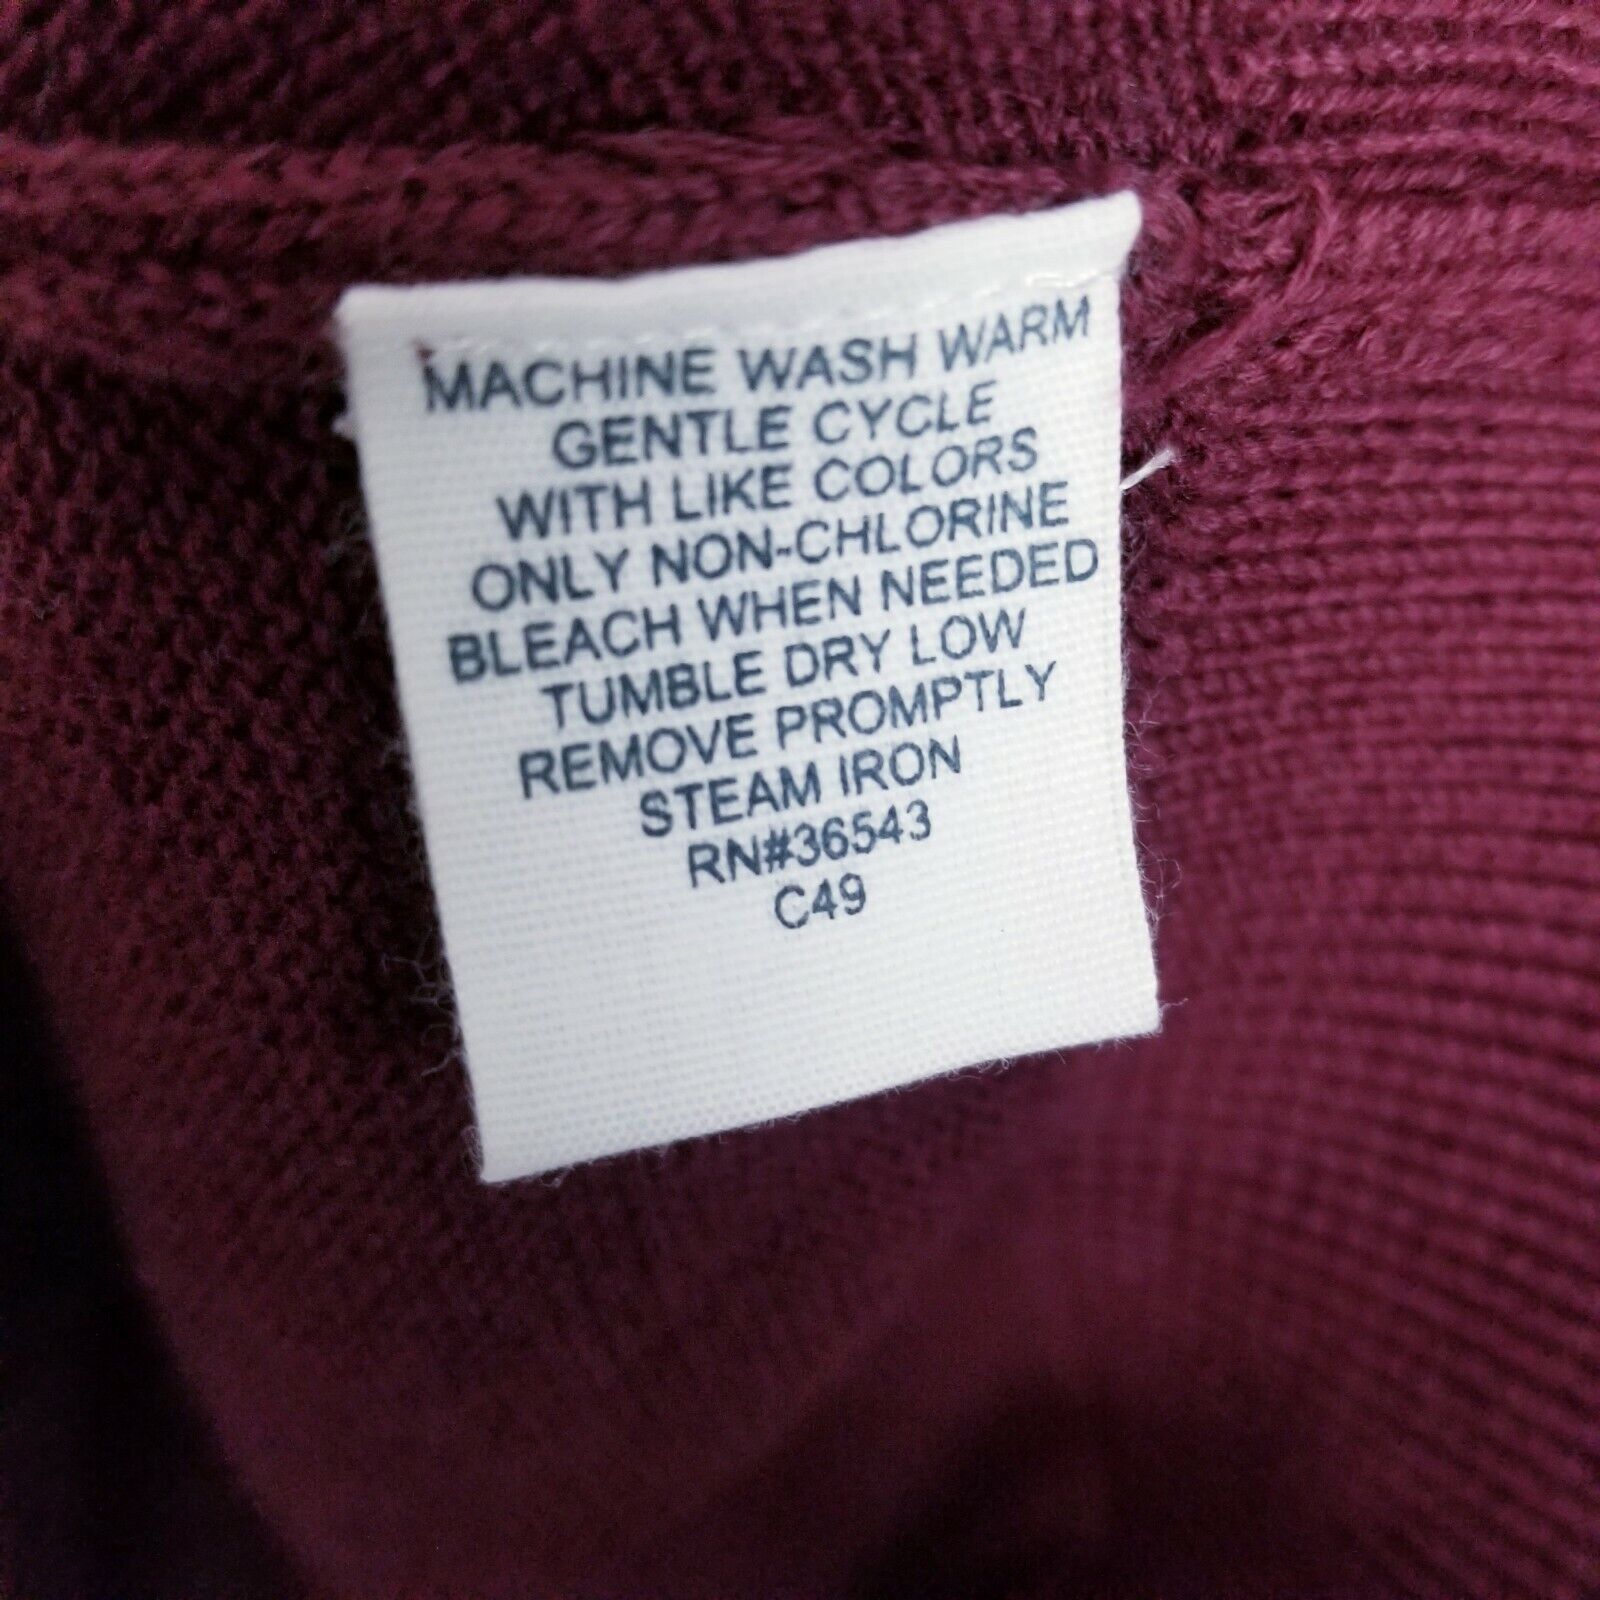 MACHINE WASH WARM
GENTLE CYCLE
WITH LIKE COLORS
ONLY NON-CHLORINE
BLEACH WHEN NEEDED
TUMBLE DRY LOW
REMOVE PROMPTLY
STEAM IRON
RN#36543
C49